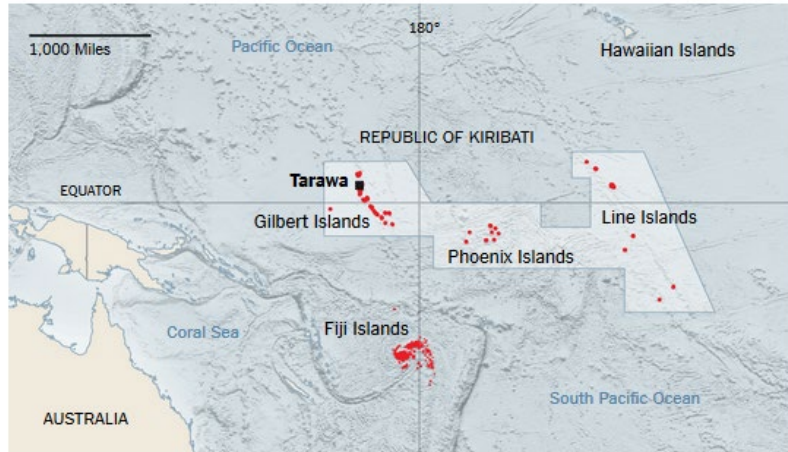 180°
1,000 Miles
Pacific Ocean
Hawaiian Islands
REPUBLIC OF KIRIBATI
Tarawa
EQUATOR
Gilbert Islands
Line Islands
Phoenix Islands
Coral Sea
Fiji Islands
South Pacific Ocean
AUSTRALIA